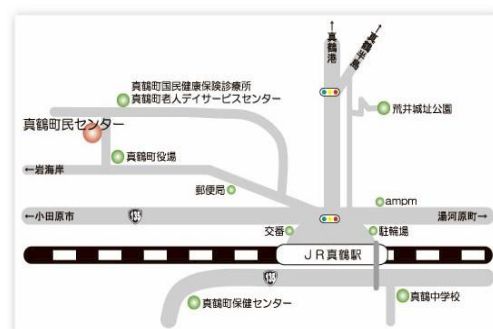 →真鶴港
→真鶴半島
真鶴町国民健康保険診療所
真鶴町老人デイサービスセンター
荒井城址公園
真鶴町民センター
真鶴町役場
←岩海岸
郵便局
ampm
←小田原市
135
湯河原町→
交番
駐輪場
JR真鶴駅
135
真鶴町保健センター
真鶴中学校